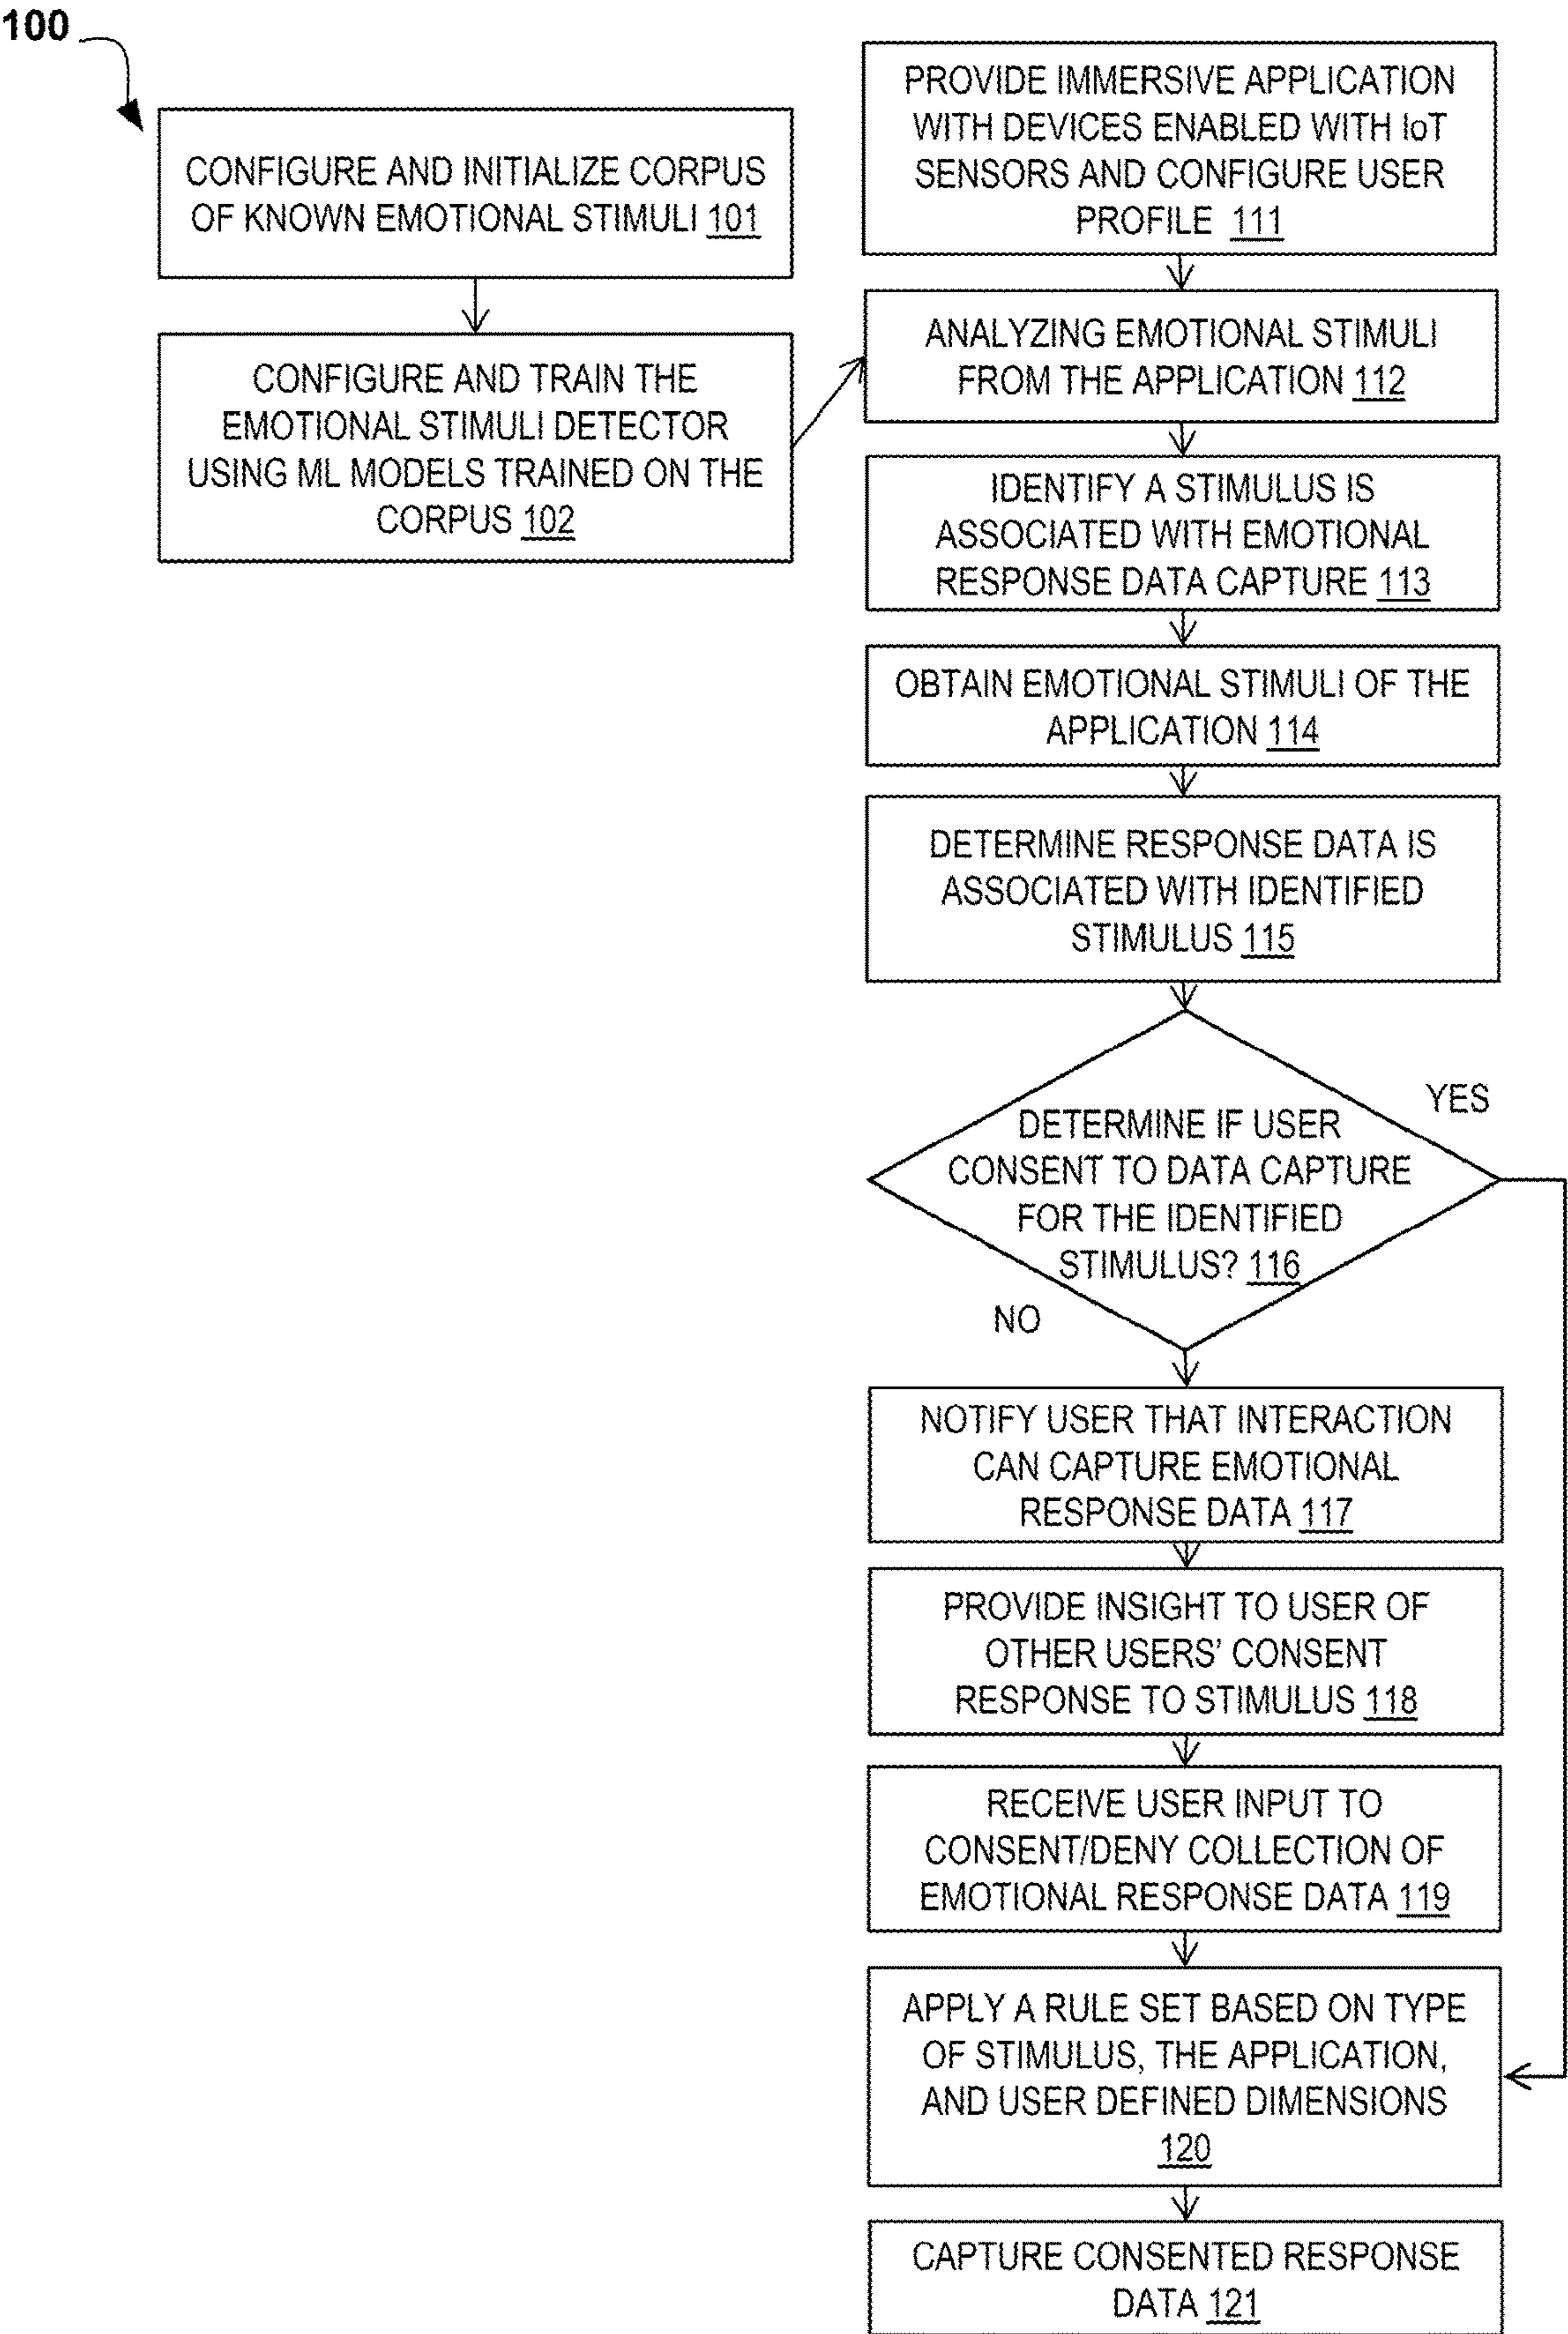 100
CONFIGURE AND INITIALIZE CORPUS
OF KNOWN EMOTIONAL STIMULI 101
CONFIGURE AND TRAIN THE
EMOTIONAL STIMULI DETECTOR
USING ML MODELS TRAINED ON THE
CORPUS 102
PROVIDE IMMERSIVE APPLICATION
WITH DEVICES ENABLED WITH IoT
SENSORS AND CONFIGURE USER
PROFILE 111
ANALYZING EMOTIONAL STIMULI
FROM THE APPLICATION 112
IDENTIFY A STIMULUS IS
ASSOCIATED WITH EMOTIONAL
RESPONSE DATA CAPTURE 113
OBTAIN EMOTIONAL STIMULI OF THE
APPLICATION 114
DETERMINE RESPONSE DATA IS
ASSOCIATED WITH IDENTIFIED
STIMULUS 115
DETERMINE IF USER
CONSENT TO DATA CAPTURE
FOR THE IDENTIFIED
STIMULUS? 116
YES
NO
NOTIFY USER THAT INTERACTION
CAN CAPTURE EMOTIONAL
RESPONSE DATA 117
PROVIDE INSIGHT TO USER OF
OTHER USERS' CONSENT
RESPONSE TO STIMULUS 118
RECEIVE USER INPUT TO
CONSENT/DENY COLLECTION OF
EMOTIONAL RESPONSE DATA 119
APPLY A RULE SET BASED ON TYPE
OF STIMULUS, THE APPLICATION,
AND USER DEFINED DIMENSIONS
120
CAPTURE CONSENTED RESPONSE
DATA 121